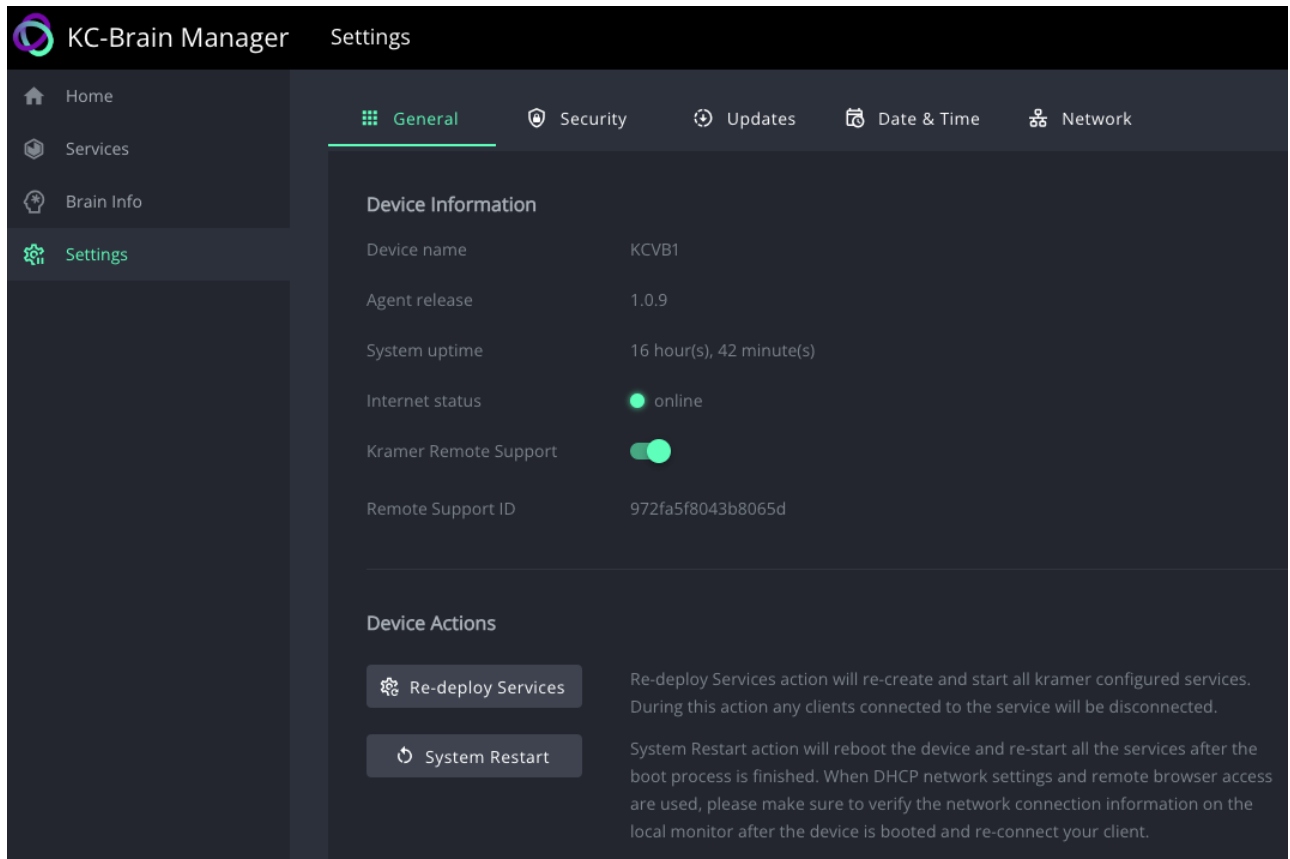 KC-Brain Manager
Settings
Home
Services
Brain Info
Settings
General
Security
Updates
Date & Time
Network
Device Information
Device name KCVB1
Agent release 1.0.9
System uptime 16 hour(s), 42 minute(s)
Internet status online
Kramer Remote Support
Remote Support ID 972fa5f8043b8065d
Device Actions
Re-deploy Services
Re-deploy Services action will re-create and start all kramer configured services.
During this action any clients connected to the service will be disconnected.
System Restart
System Restart action will reboot the device and re-start all the services after the
boot process is finished. When DHCP network settings and remote browser access
are used, please make sure to verify the network connection information on the
local monitor after the device is booted and re-connect your client.